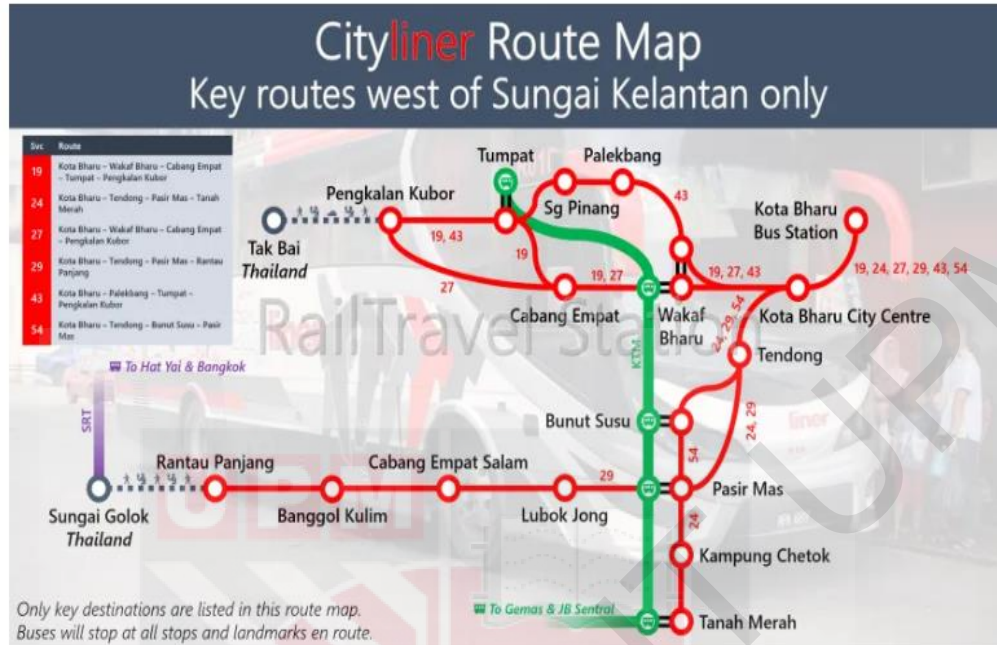 Cityliner Route Map
Key routes west of Sungai Kelantan only
Svc Route
19 Kota Bharu – Wakaf Bharu – Cabang Empat
– Tumpat – Pengkalan Kubor
24 Kota Bharu – Tendong – Pasir Mas – Tanah
Merah
27 Kota Bharu – Wakaf Bharu – Cabang Empat
– Pengkalan Kubor
29 Kota Bharu – Tendong – Pasir Mas – Rantau
Panjang
43 Kota Bharu – Palekbang – Tumpat –
Pengkalan Kubor
54 Kota Bharu – Tendong – Bunut Susu – Pasir
Mas
Tumpat
Palekbang
Sg Pinang
43
Pengkalan Kubor
Kota Bharu
Bus Station
Tak Bai
Thailand
19, 43
19
27
19, 27
19, 27, 43
19, 24, 27, 29, 43, 54
Cabang Empat
Wakaf
Bharu
Kota Bharu City Centre
24, 29, 54
Tendong
RailTravel Station
KTM
To Hat Yai & Bangkok
SRT
Bunut Susu
24, 29
54
Rantau Panjang
Cabang Empat Salam
29
Pasir Mas
Sungai Golok
Thailand
Banggol Kulim
Lubok Jong
24
Kampung Chetok
To Gemas & JB Sentral
Tanah Merah
Only key destinations are listed in this route map.
Buses will stop at all stops and landmarks en route.
liner
UPM
UPM